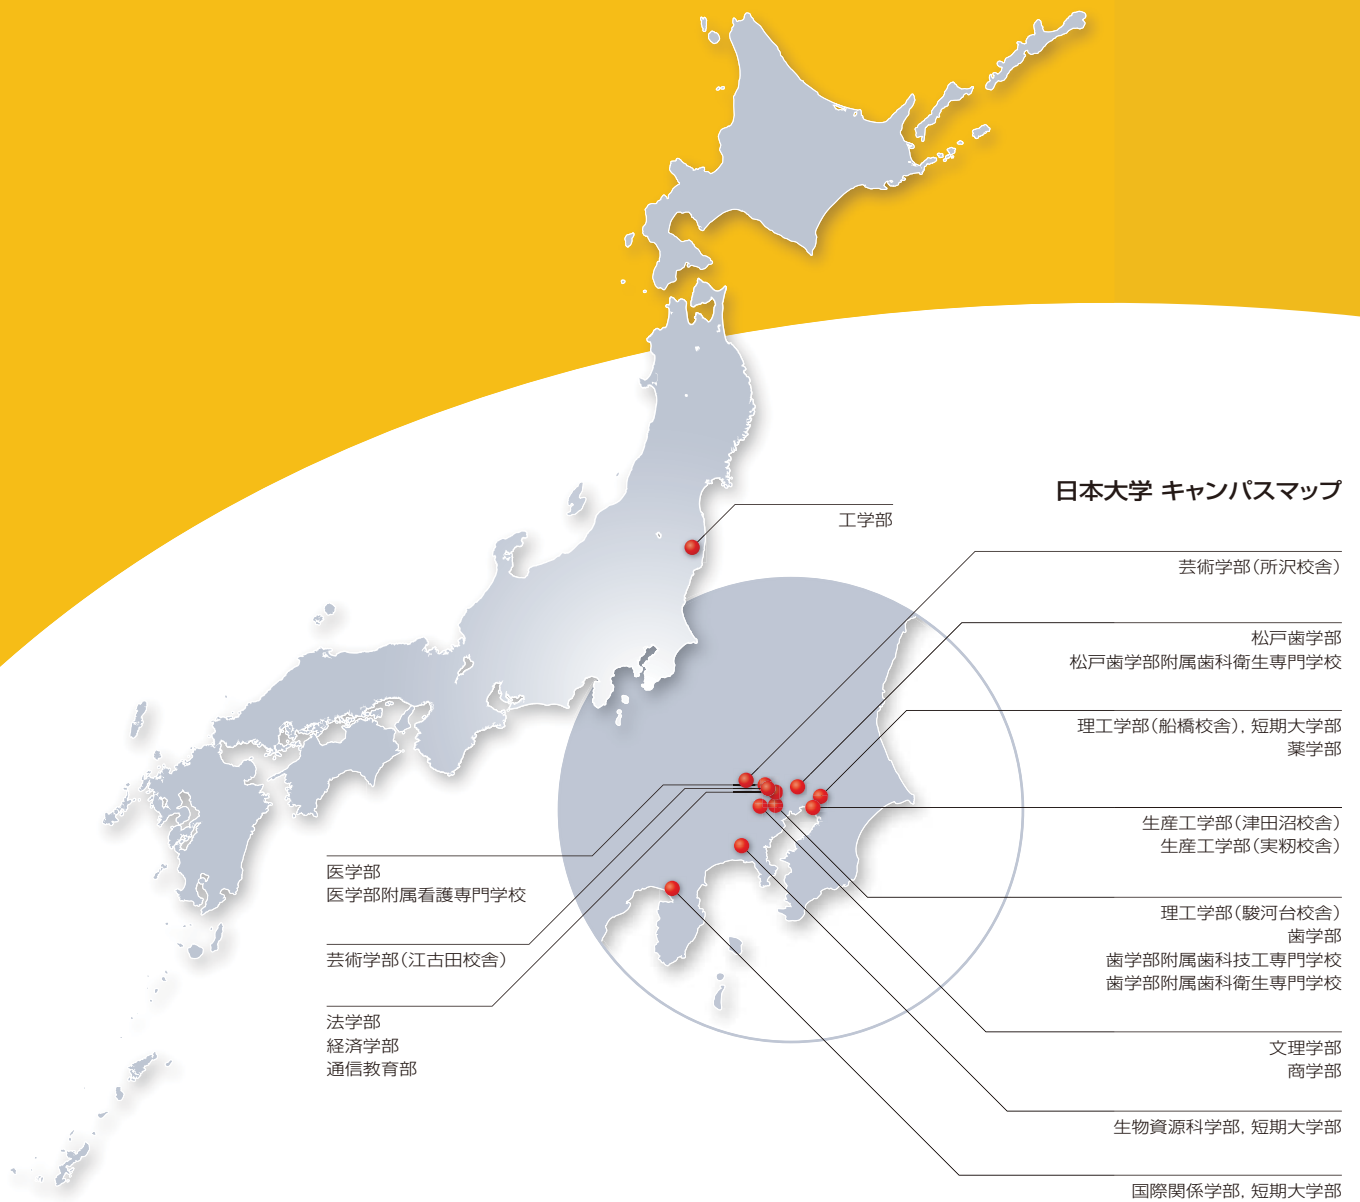 日本大学 キャンパスマップ
工学部
芸術学部(所沢校舎)
松戸歯学部
松戸歯学部附属歯科衛生専門学校
理工学部(船橋校舎), 短期大学部
薬学部
生産工学部(津田沼校舎)
生産工学部(実籾校舎)
医学部
医学部附属看護専門学校
芸術学部(江古田校舎)
法学部
経済学部
通信教育部
理工学部(駿河台校舎)
歯学部
歯学部附属歯科技工専門学校
歯学部附属歯科衛生専門学校
文理学部
商学部
生物資源科学部, 短期大学部
国際関係学部, 短期大学部